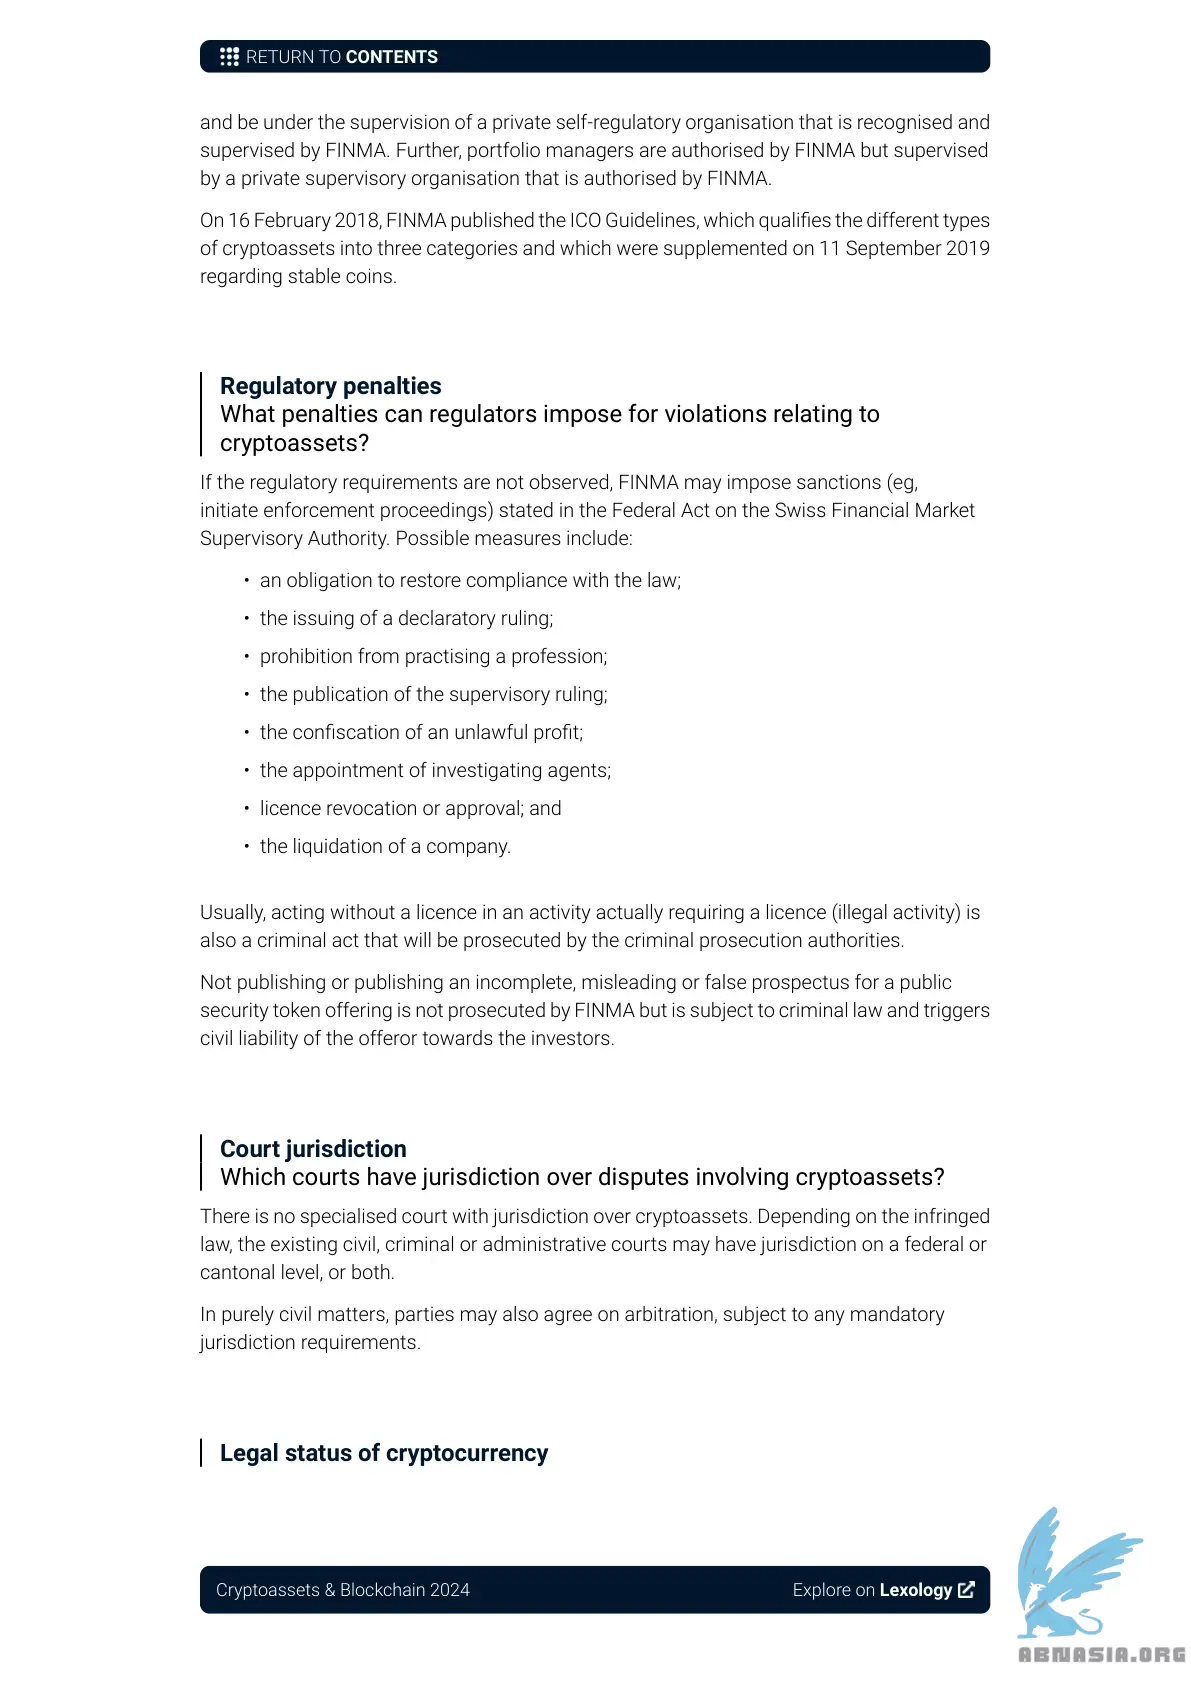 RETURN TO CONTENTS
and be under the supervision of a private self-regulatory organisation that is recognised and
supervised by FINMA. Further, portfolio managers are authorised by FINMA but supervised
by a private supervisory organisation that is authorised by FINMA.
On 16 February 2018, FINMA published the ICO Guidelines, which qualifies the different types
of cryptoassets into three categories and which were supplemented on 11 September 2019
regarding stable coins.
Regulatory penalties
What penalties can regulators impose for violations relating to
cryptoassets?
If the regulatory requirements are not observed, FINMA may impose sanctions (eg,
initiate enforcement proceedings) stated in the Federal Act on the Swiss Financial Market
Supervisory Authority. Possible measures include:
• an obligation to restore compliance with the law;
• the issuing of a declaratory ruling;
• prohibition from practising a profession;
• the publication of the supervisory ruling;
• the confiscation of an unlawful profit;
• the appointment of investigating agents;
• licence revocation or approval; and
• the liquidation of a company.
Usually, acting without a licence in an activity actually requiring a licence (illegal activity) is
also a criminal act that will be prosecuted by the criminal prosecution authorities.
Not publishing or publishing an incomplete, misleading or false prospectus for a public
security token offering is not prosecuted by FINMA but is subject to criminal law and triggers
civil liability of the offeror towards the investors.
Court jurisdiction
Which courts have jurisdiction over disputes involving cryptoassets?
There is no specialised court with jurisdiction over cryptoassets. Depending on the infringed
law, the existing civil, criminal or administrative courts may have jurisdiction on a federal or
cantonal level, or both.
In purely civil matters, parties may also agree on arbitration, subject to any mandatory
jurisdiction requirements.
Legal status of cryptocurrency
Cryptoassets & Blockchain 2024
Explore on Lexology
ABNASIA.ORG